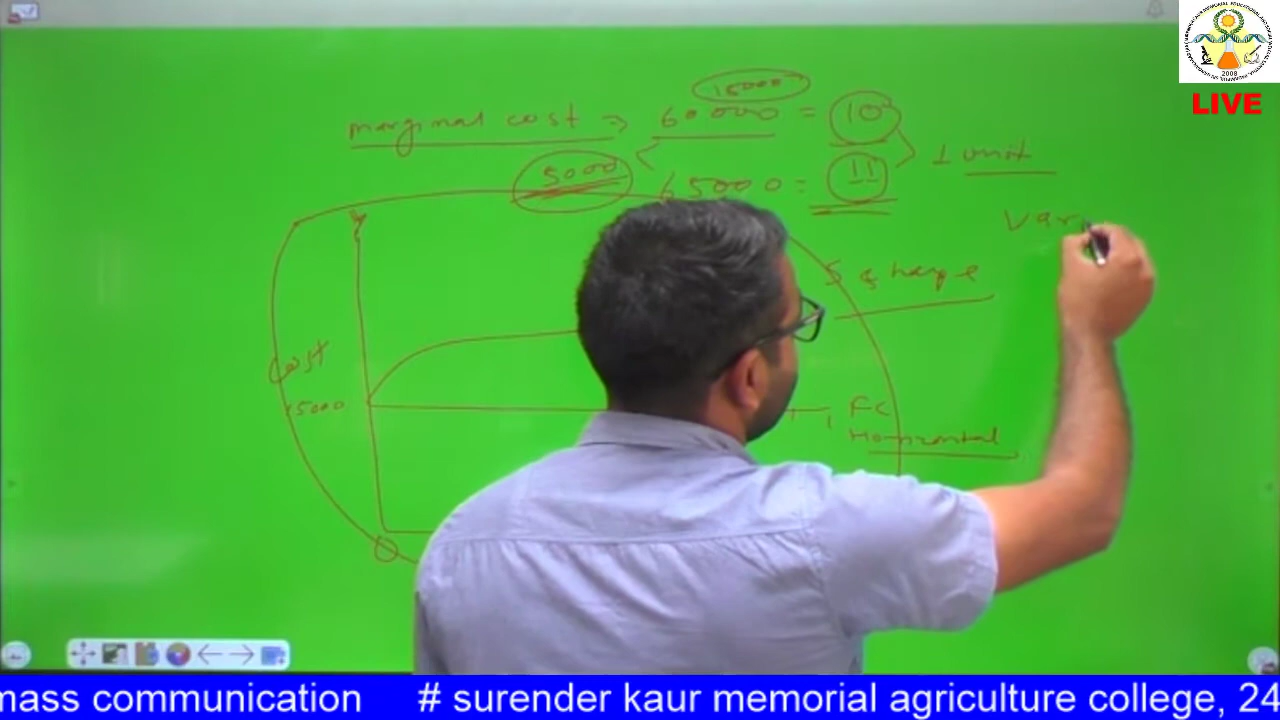 15000
marginal cost ⇒ 60000 = 10
5000 65000 = 11
1 unit
Var
Y
S shape
Cost
15000
FC
Horizontal
LIVE
2008
mass communication # surender kaur memorial agriculture college, 24